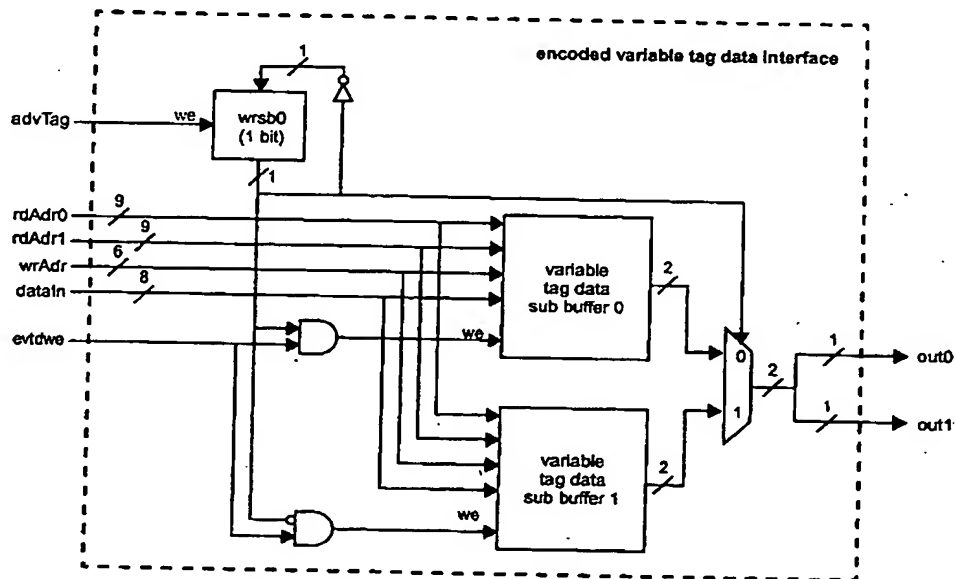 encoded variable tag data interface
1
advTag
we
wrsb0
(1 bit)
1
rdAdr0
9
rdAdr1
9
wrAdr
6
dataIn
8
evtdwe
variable
tag data
sub buffer 0
2
we
0
1
2
1
out0
1
out1
variable
tag data
sub buffer 1
2
we